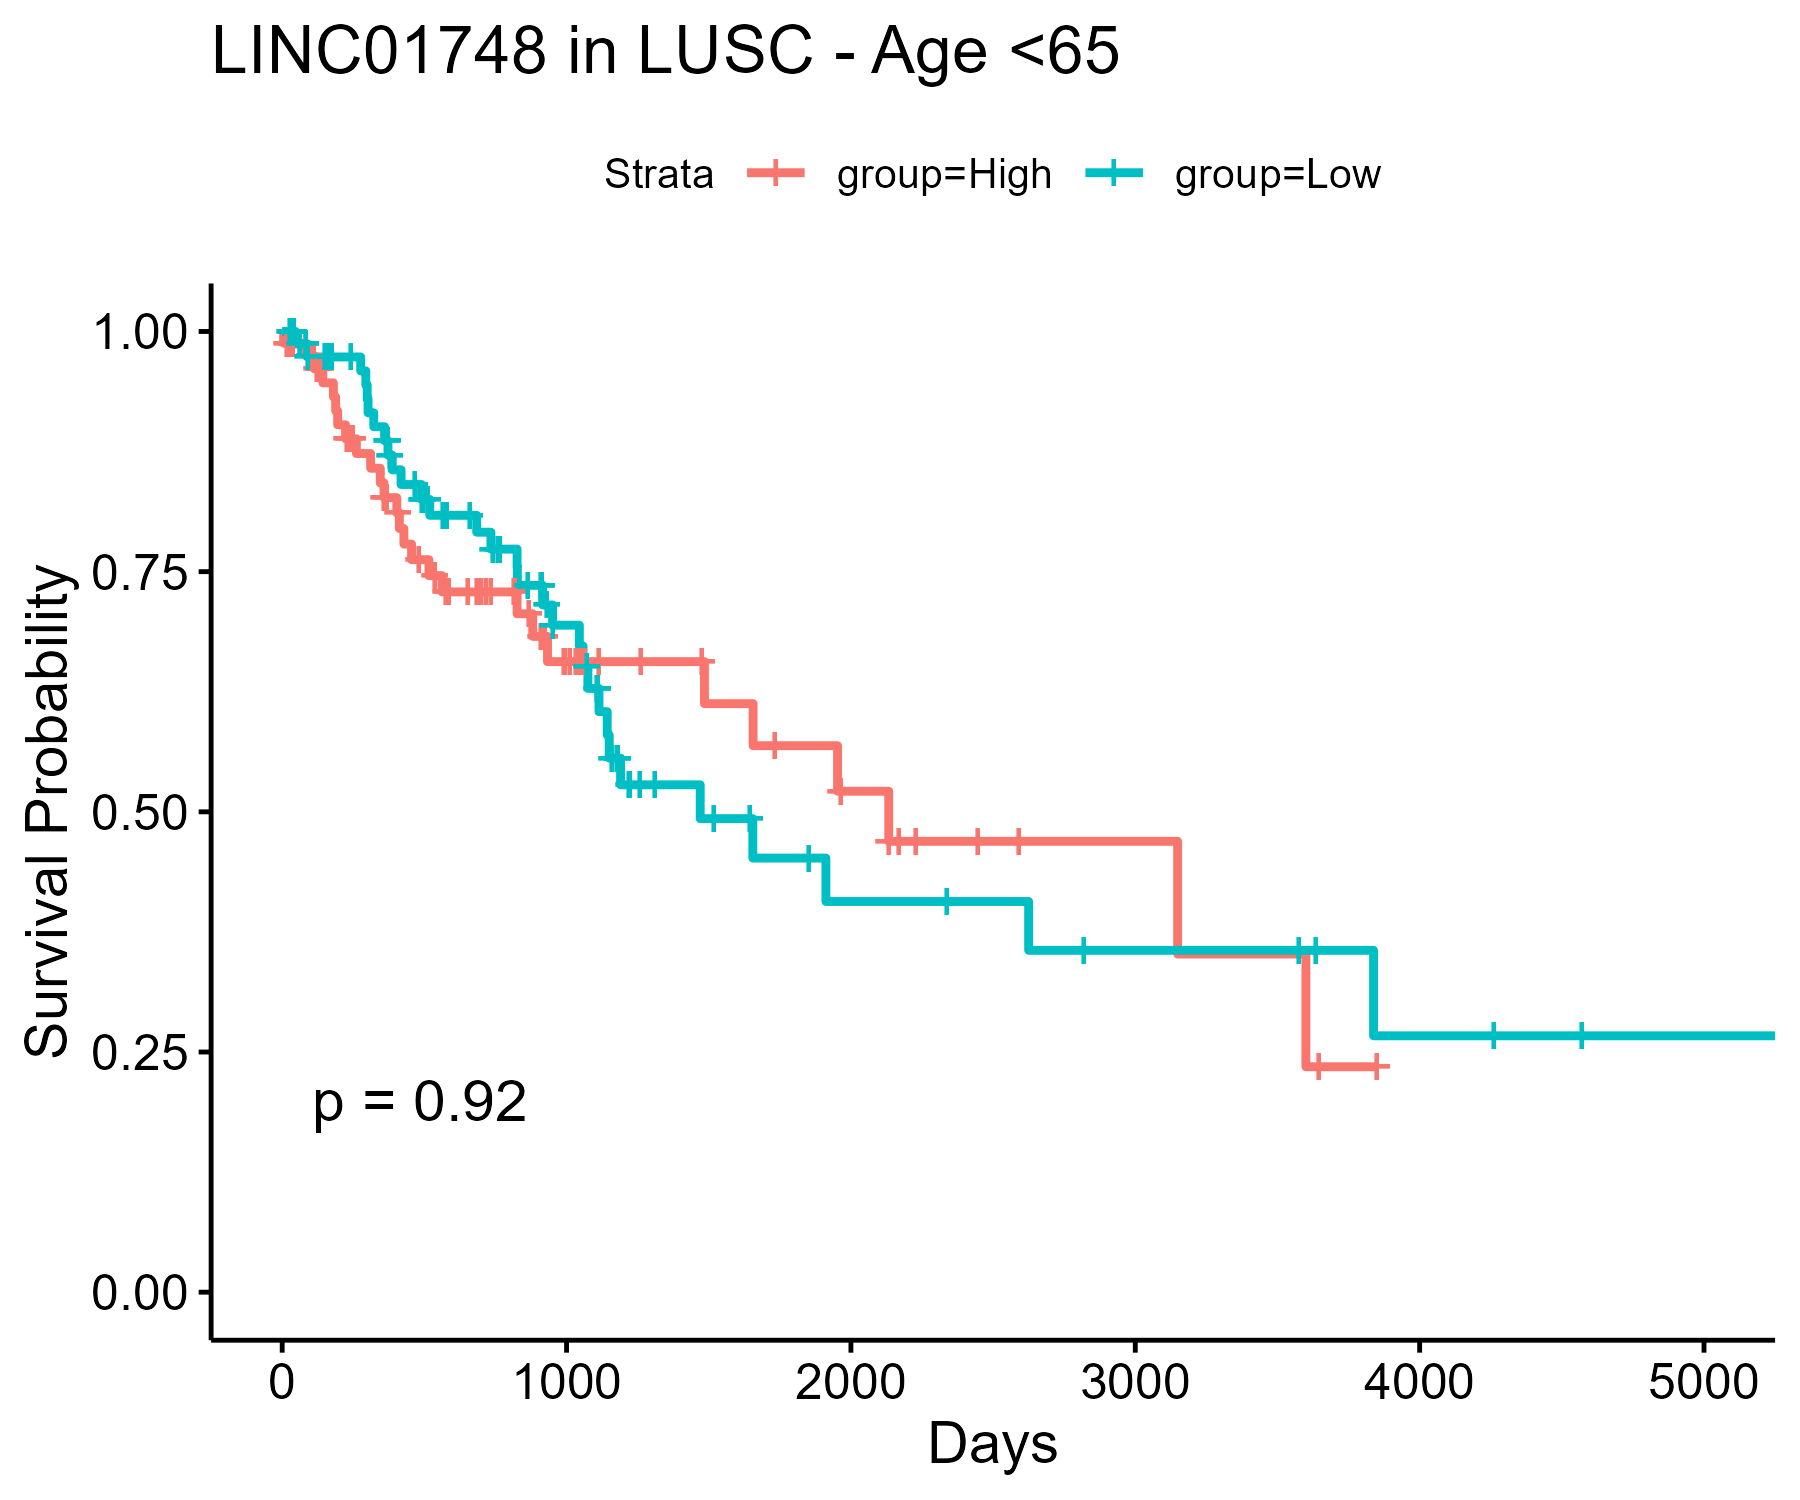 LINC01748 in LUSC - Age <65
Strata group=High group=Low
Survival Probability
1.00
0.75
0.50
0.25
0.00
p = 0.92
0 1000 2000 3000 4000 5000
Days